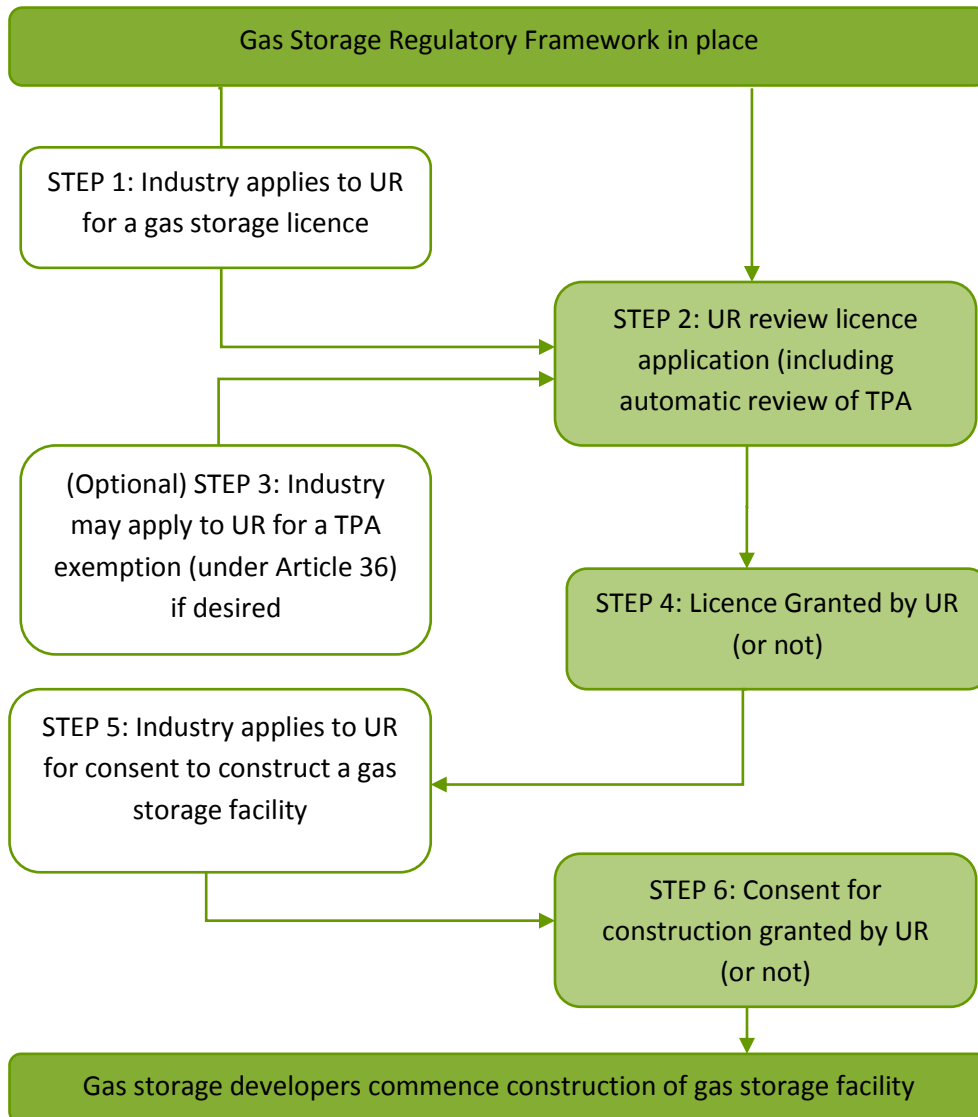 Gas Storage Regulatory Framework in place
STEP 1: Industry applies to UR
for a gas storage licence
STEP 2: UR review licence
application (including
automatic review of TPA
(Optional) STEP 3: Industry
may apply to UR for a TPA
exemption (under Article 36)
if desired
STEP 4: Licence Granted by UR
(or not)
STEP 5: Industry applies to UR
for consent to construct a gas
storage facility
STEP 6: Consent for
construction granted by UR
(or not)
Gas storage developers commence construction of gas storage facility